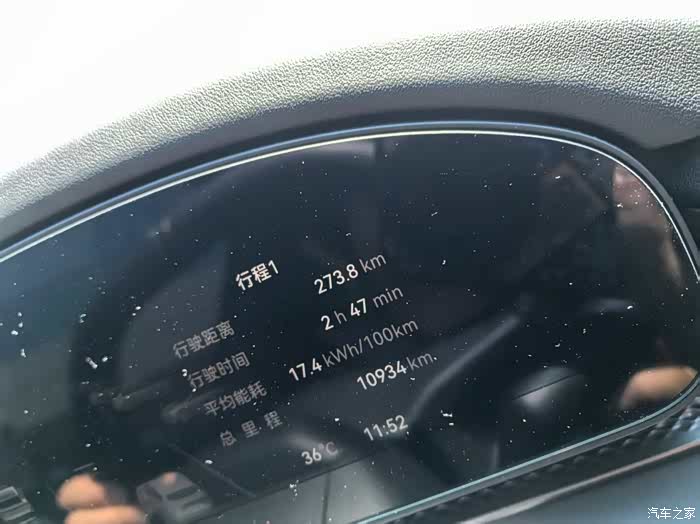 行程1
行驶距离 273.8 km
行驶时间 2 h 47 min
平均能耗 17.4 kWh/100km
总里程 10934 km
36°C 11:52
汽车之家